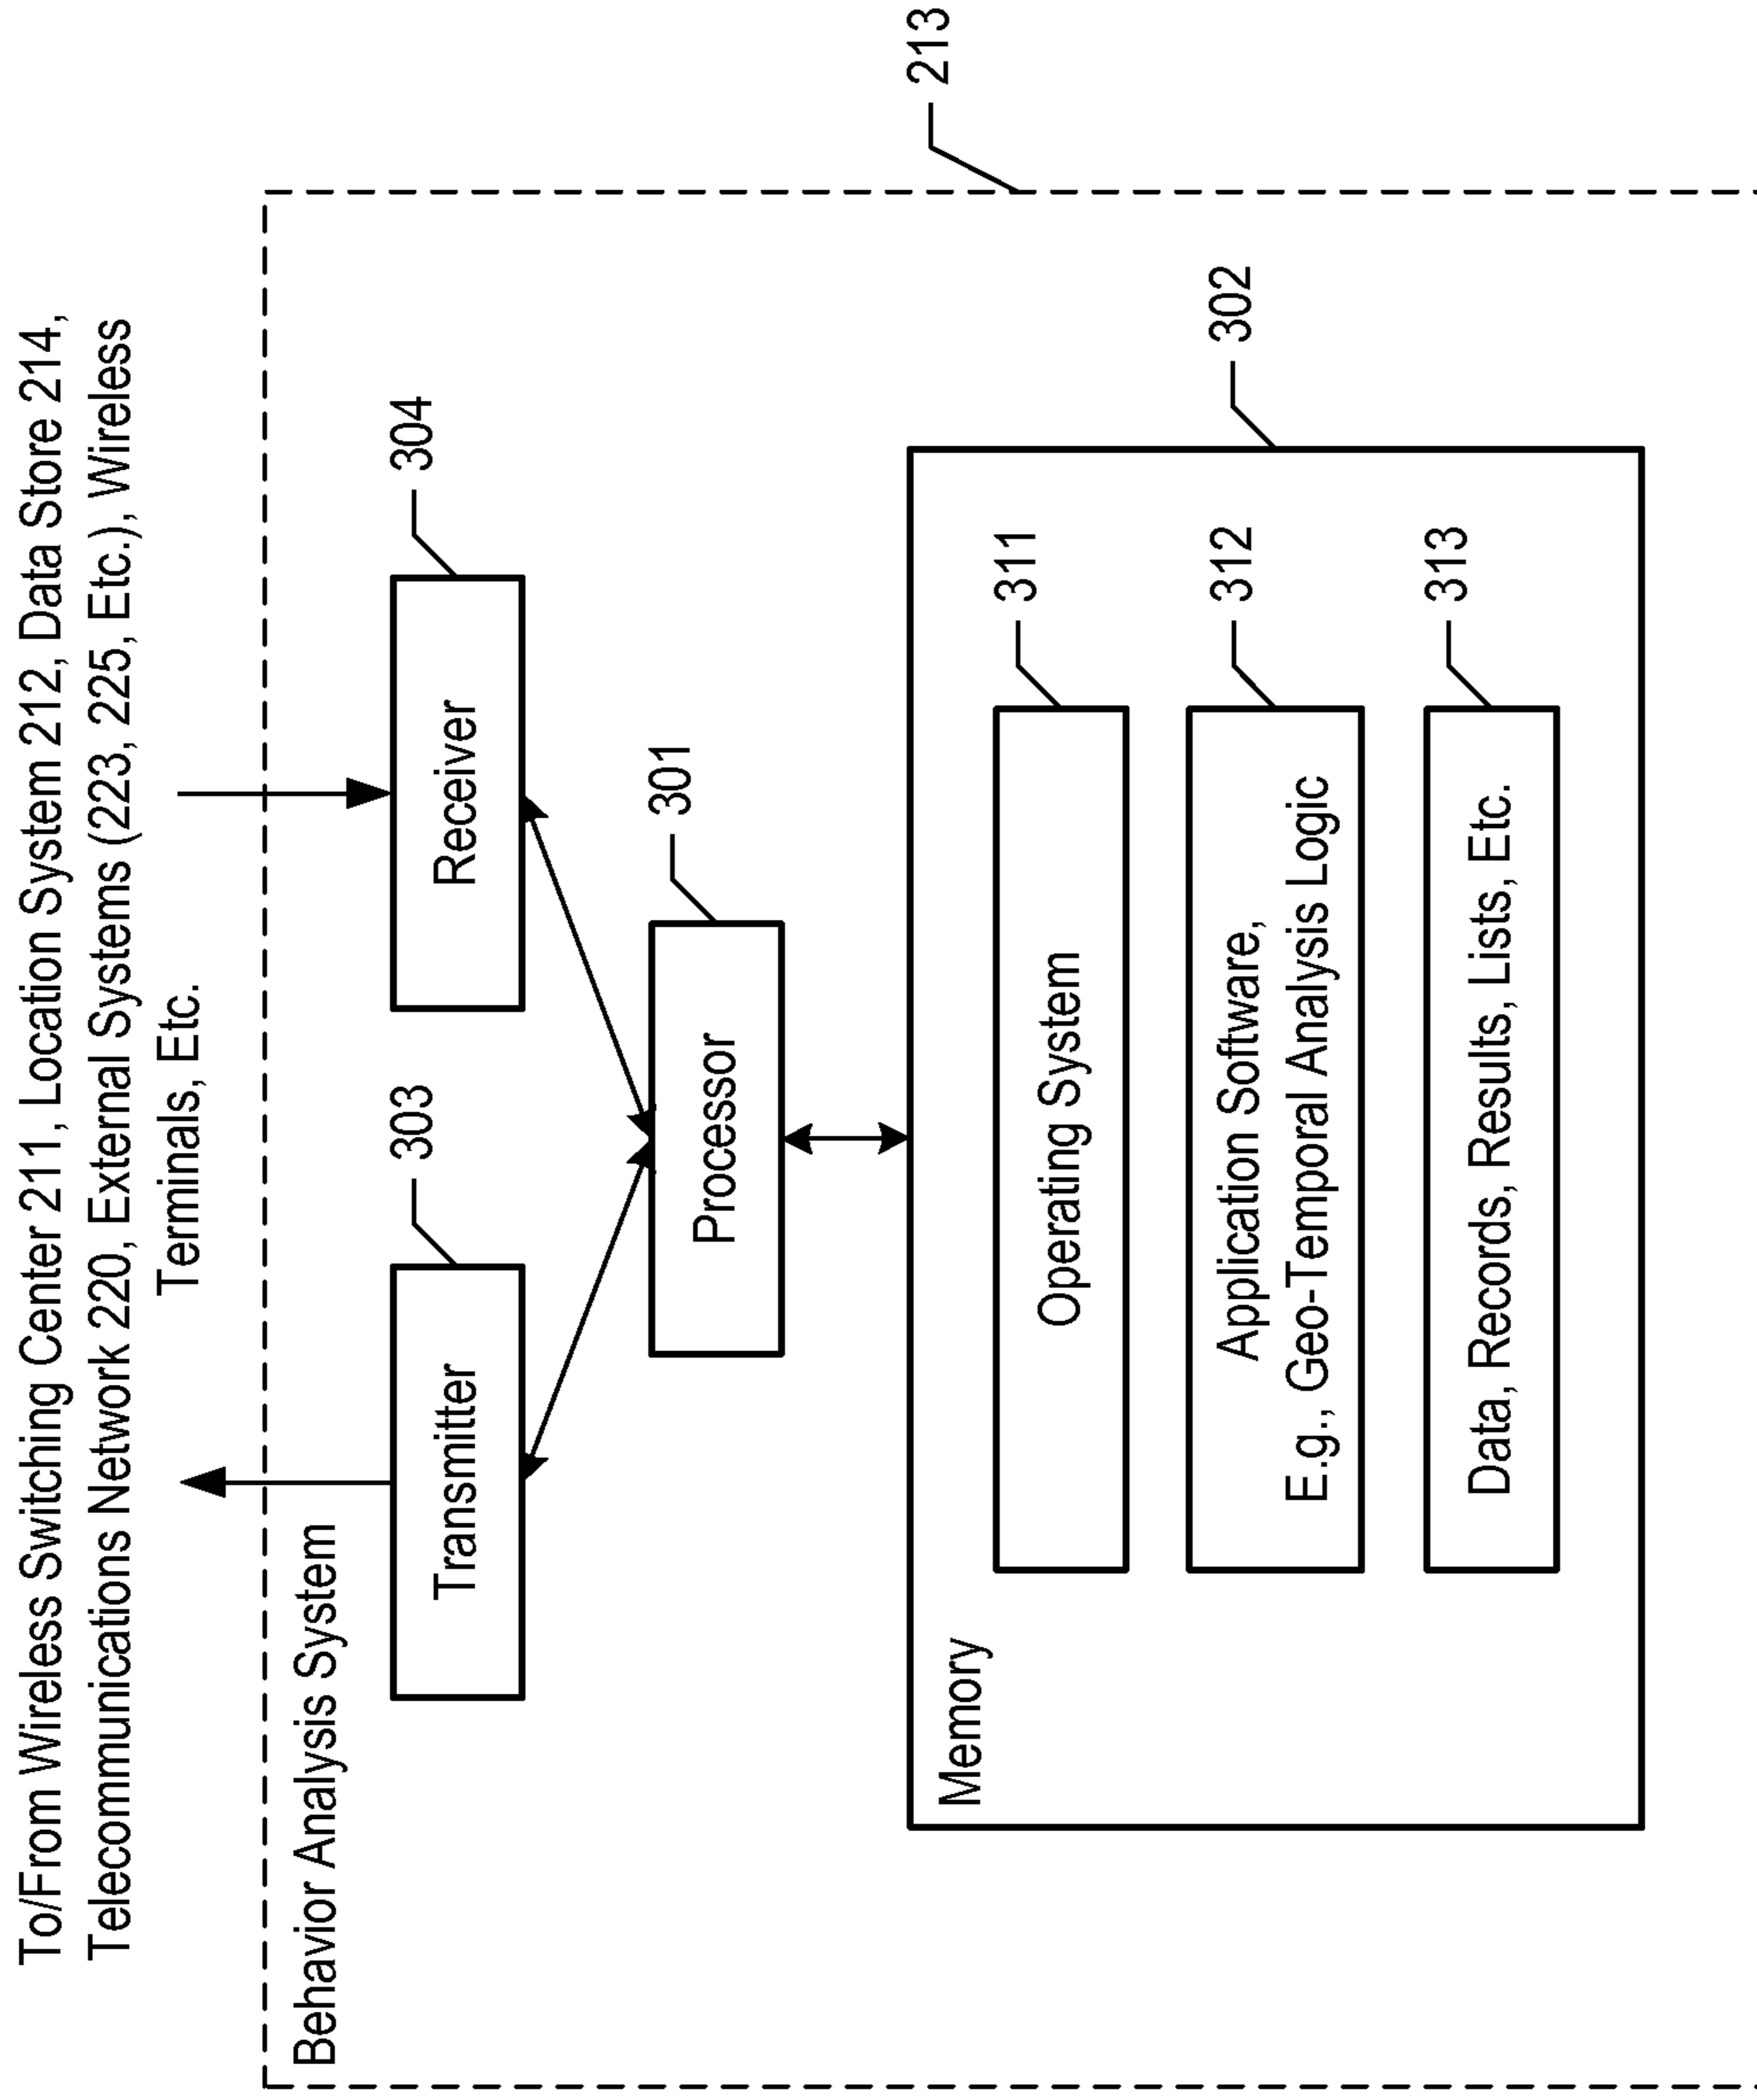 To/From Wireless Switching Center 211, Location System 212, Data Store 214,
Telecommunications Network 220, External Systems (223, 225, Etc.), Wireless
Terminals, Etc.
213
Behavior Analysis System
303
304
Transmitter
Receiver
301
Processor
302
Memory
311
Operating System
312
Application Software,
E.g., Geo-Temporal Analysis Logic
313
Data, Records, Results, Lists, Etc.